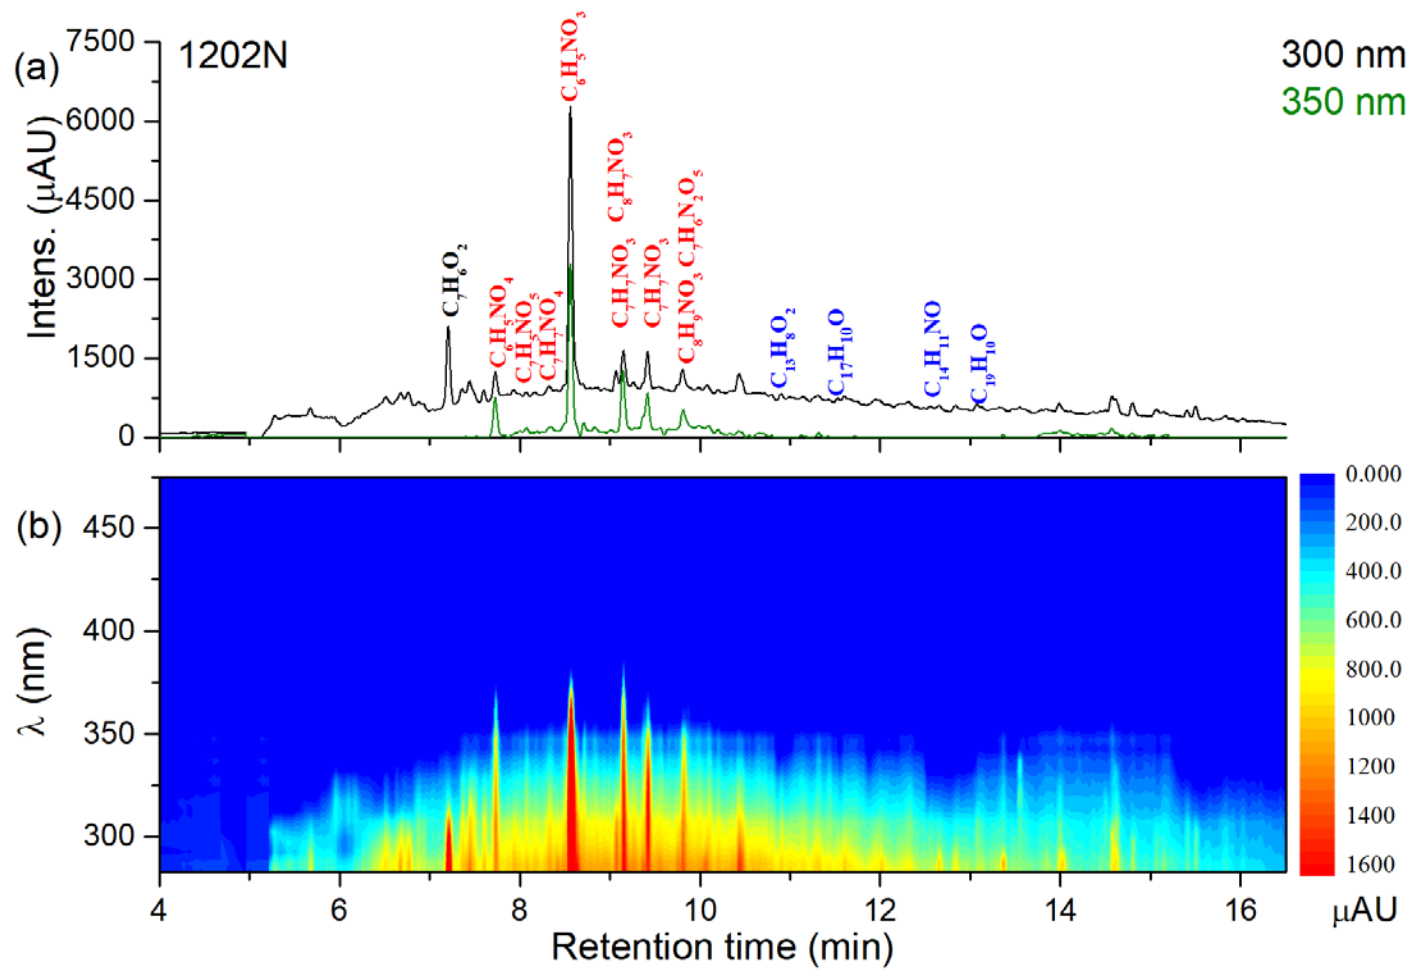 (a)
1202N
300 nm
350 nm
7500
6000
4500
3000
1500
0
Intens. (μAU)
C₇H₆O₂
C₆H₅NO₄
C₇H₅NO₅
C₇H₇NO₄
C₆H₅NO₃
C₇H₇NO₃
C₈H₇NO₃
C₇H₇NO₃
C₈H₉NO₃ C₇H₆N₂O₅
C₁₃H₈O₂
C₁₇H₁₀O
C₁₄H₁₁NO
C₁₉H₁₀O
(b)
450
400
350
300
λ (nm)
4 6 8 10 12 14 16
Retention time (min)
0.000
200.0
400.0
600.0
800.0
1000
1200
1400
1600
μAU